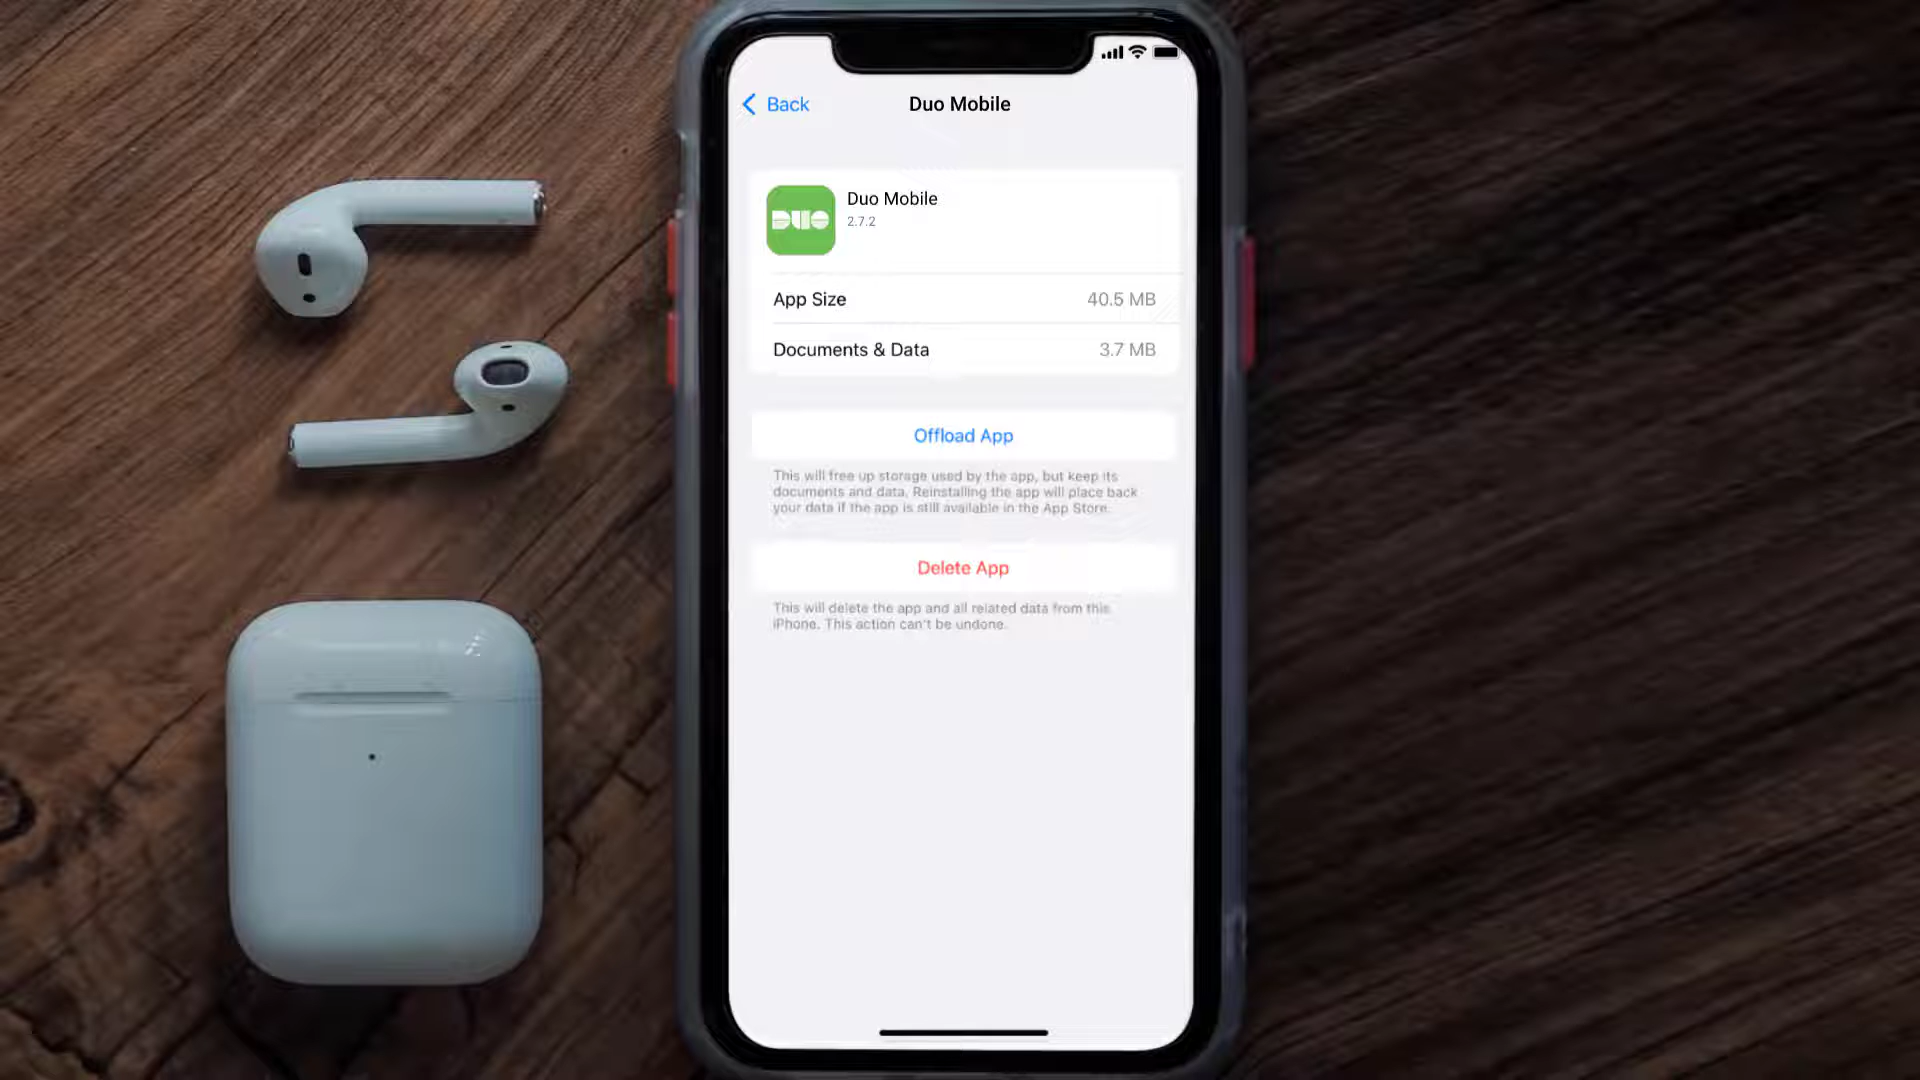 Back
Duo Mobile
DUO
Duo Mobile
2.7.2
App Size
40.5 MB
Documents & Data
3.7 MB
Offload App
This will free up storage used by the app, but keep its
documents and data. Reinstalling the app will place back
your data if the app is still available in the App Store.
Delete App
This will delete the app and all related data from this
iPhone. This action can't be undone.